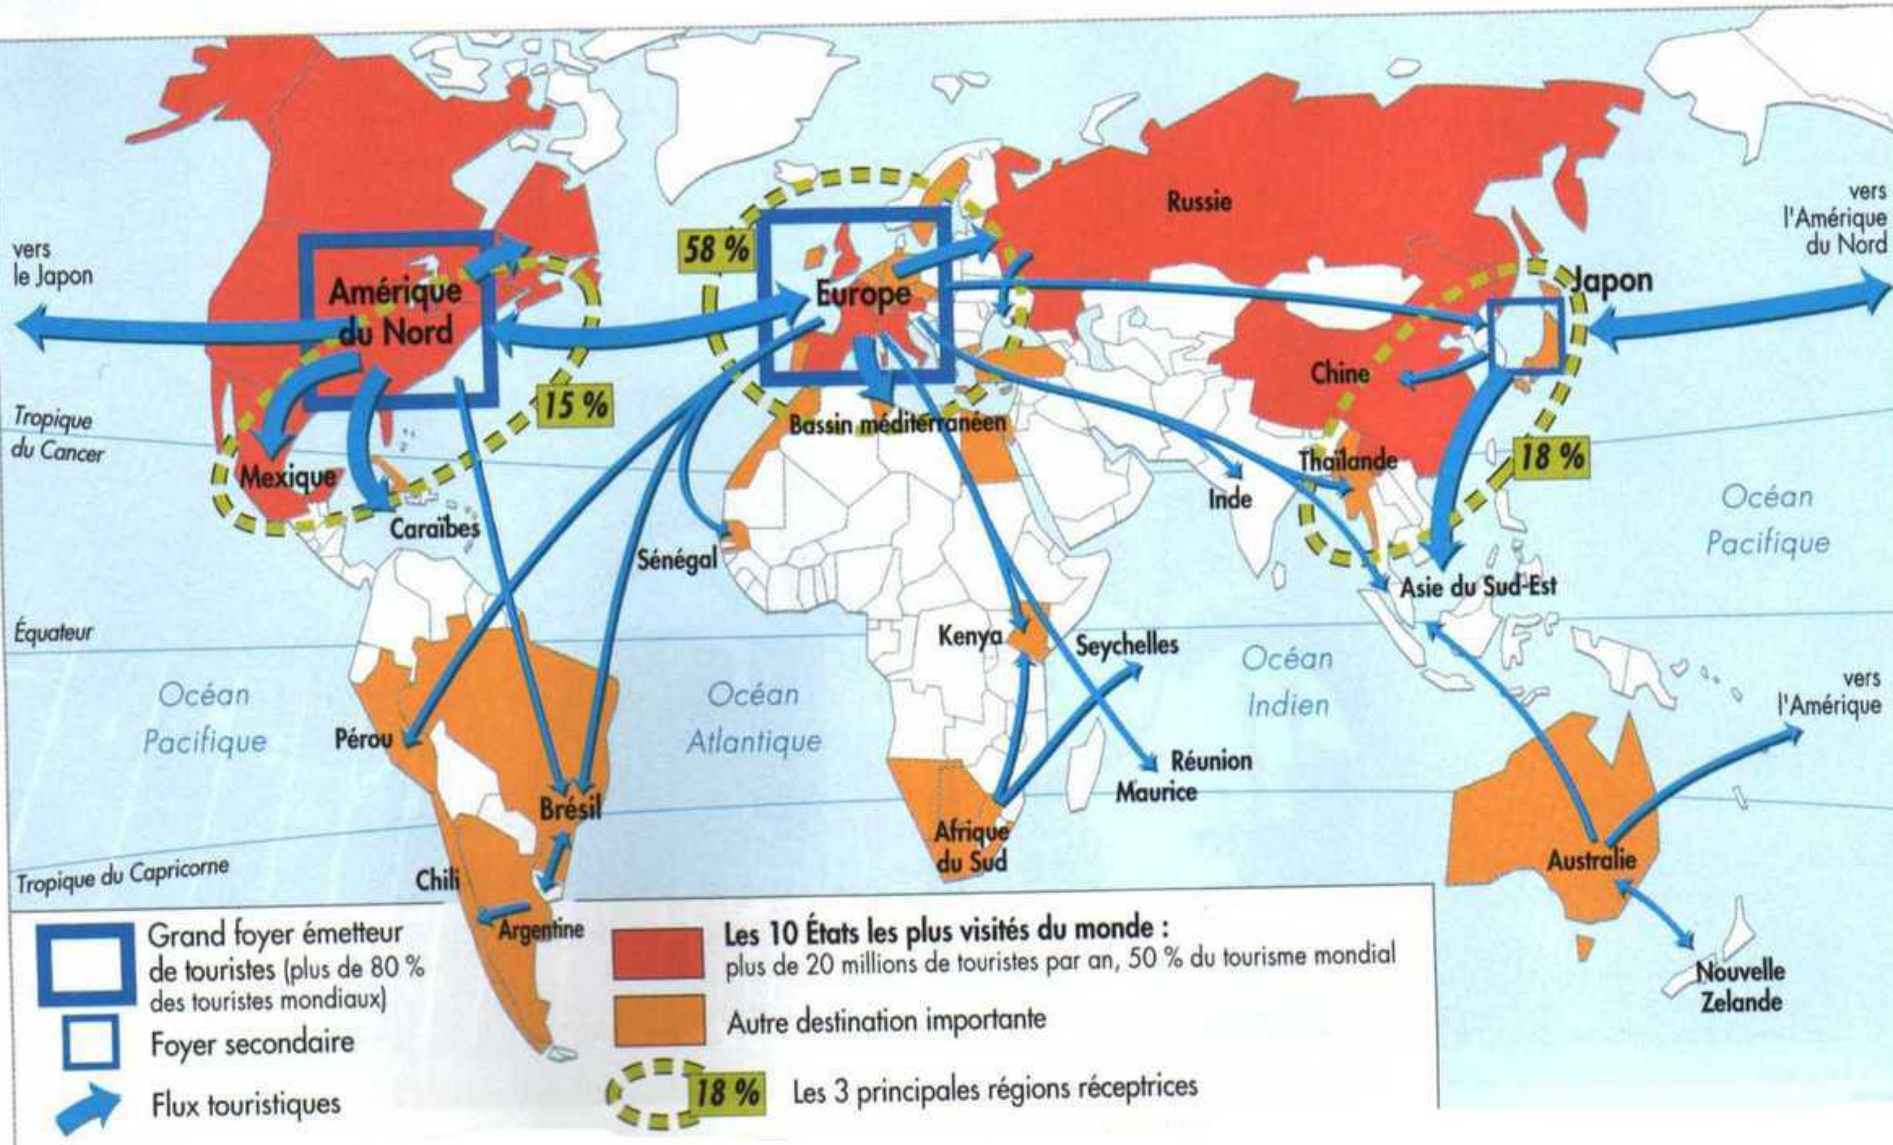 vers
le Japon
Amérique
du Nord
58 %
Europe
Russie
Japon
vers
l'Amérique
du Nord
15 %
Mexique
Caraïbes
Bassin méditerranéen
Chine
Thaïlande
18 %
Inde
Sénégal
Asie du Sud-Est
Océan
Pacifique
Tropique
du Cancer
Équateur
Océan
Pacifique
Pérou
Brésil
Océan
Atlantique
Kenya
Seychelles
Océan
Indien
Réunion
Maurice
Afrique
du Sud
vers
l'Amérique
Australie
Nouvelle
Zelande
Tropique du Capricorne
Chili
Argentine
Grand foyer émetteur
de touristes (plus de 80 %
des touristes mondiaux)
Foyer secondaire
Flux touristiques
Les 10 États les plus visités du monde :
plus de 20 millions de touristes par an, 50 % du tourisme mondial
Autre destination importante
18 %
Les 3 principales régions réceptrices